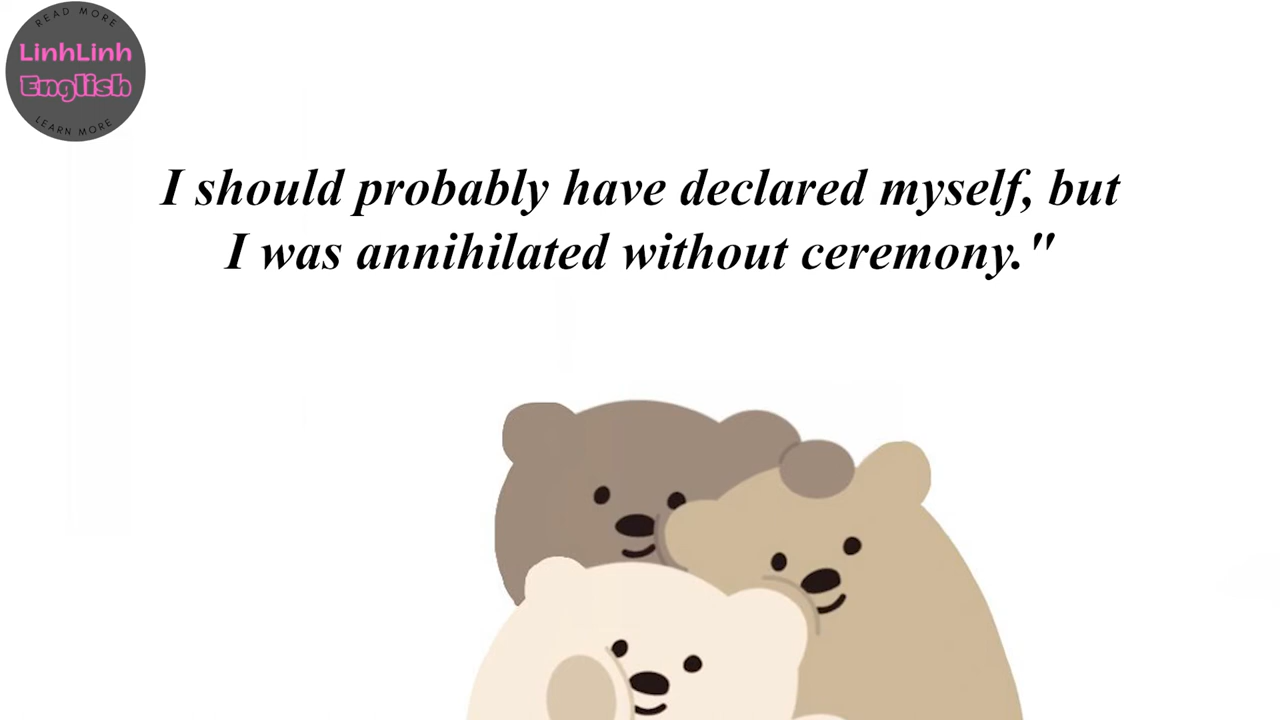 READ MORE
LinhLinh
English
LEARN MORE
I should probably have declared myself, but
I was annihilated without ceremony."